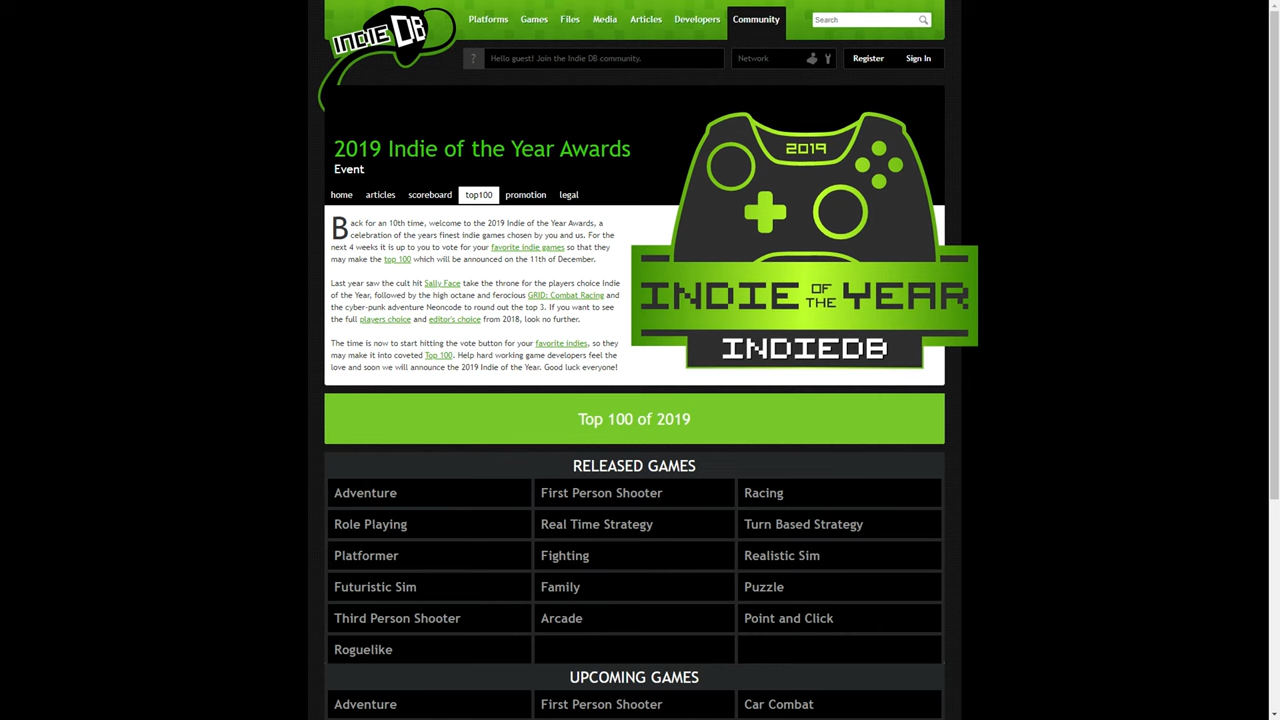 INDIE DB
Platforms Games Files Media Articles Developers Community
Search
? Hello guest! Join the Indie DB community.
Network
Register Sign In
2019 Indie of the Year Awards
Event
home articles scoreboard top100 promotion legal
Back for an 10th time, welcome to the 2019 Indie of the Year Awards, a
celebration of the years finest indie games chosen by you and us. For the
next 4 weeks it is up to you to vote for your favorite indie games so that they
may make the top 100 which will be announced on the 11th of December.
Last year saw the cult hit Sally Face take the throne for the players choice Indie
of the Year, followed by the high octane and ferocious GRID: Combat Racing and
the cyber-punk adventure Neoncode to round out the top 3. If you want to see
the full players choice and editor's choice from 2018, look no further.
The time is now to start hitting the vote button for your favorite indies, so they
may make it into coveted Top 100. Help hard working game developers feel the
love and soon we will announce the 2019 Indie of the Year. Good luck everyone!
2019
INDIE OF THE YEAR
INDIEDB
Top 100 of 2019
RELEASED GAMES
Adventure First Person Shooter Racing
Role Playing Real Time Strategy Turn Based Strategy
Platformer Fighting Realistic Sim
Futuristic Sim Family Puzzle
Third Person Shooter Arcade Point and Click
Roguelike
UPCOMING GAMES
Adventure First Person Shooter Car Combat